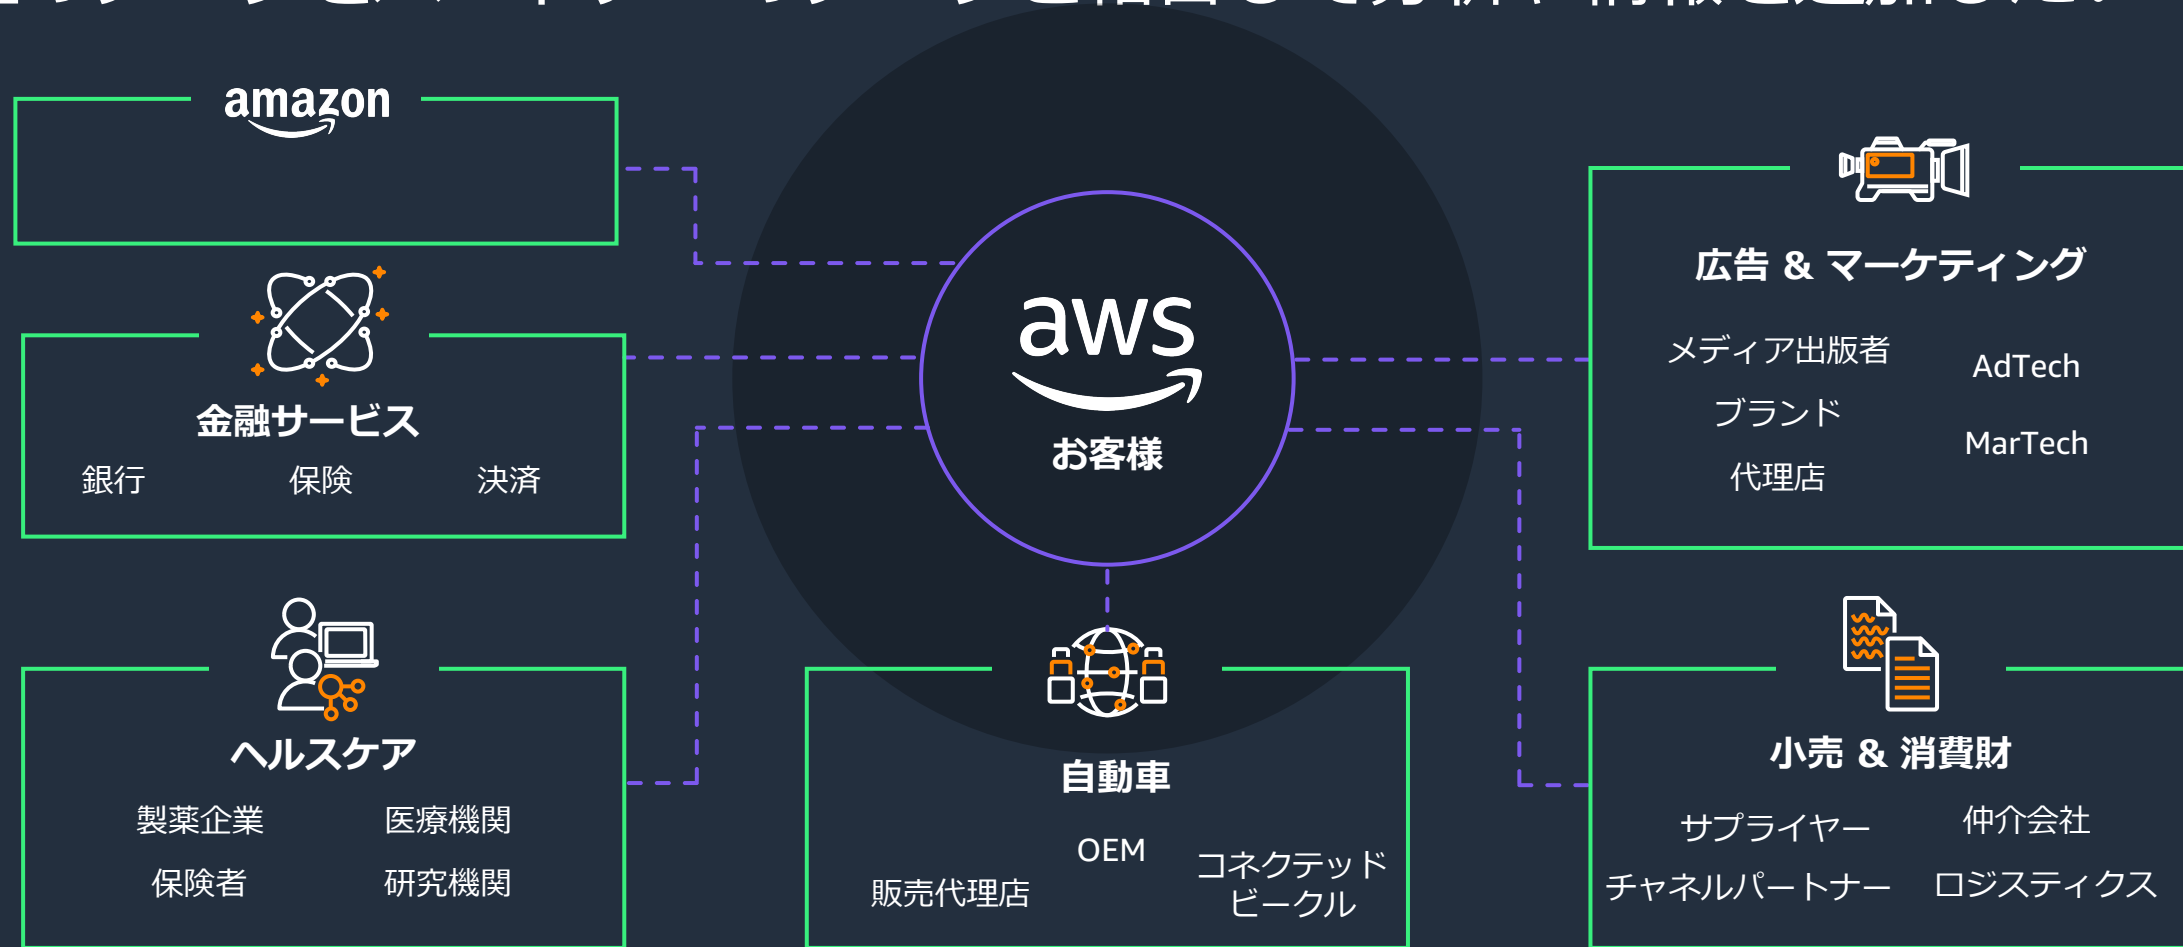 amazon
金融サービス
銀行 保険 決済
ヘルスケア
製薬企業 医療機関
保険者 研究機関
aws
お客様
自動車
OEM
販売代理店
コネクテッド
ビークル
広告 & マーケティング
メディア出版者
AdTech
ブランド
MarTech
代理店
小売 & 消費財
サプライヤー 仲介会社
チャネルパートナー ロジスティクス